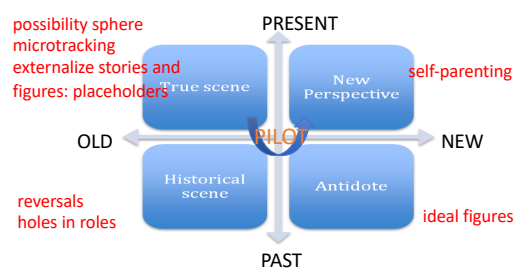 possibility sphere
microtracking
externalize stories and
figures: placeholders
PRESENT
True scene
New
Perspective
self-parenting
PILOT
OLD
NEW
Historical
scene
Antidote
reversals
holes in roles
ideal figures
PAST